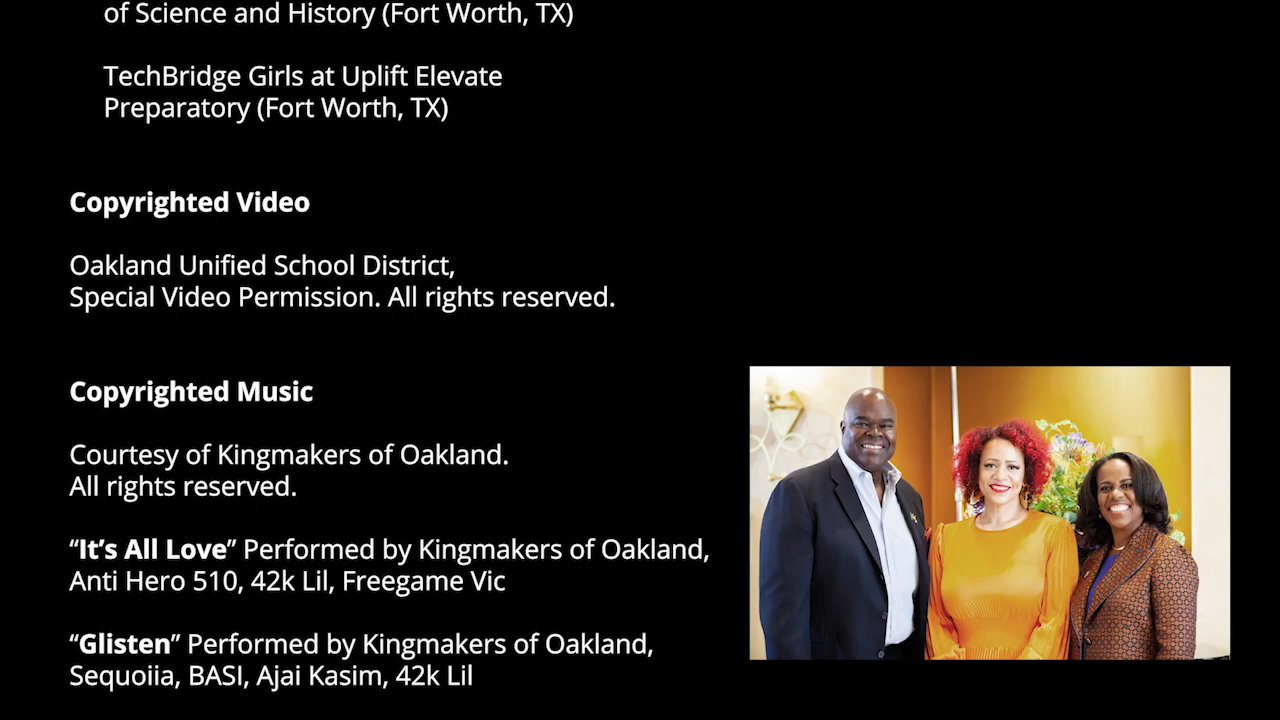 of Science and History (Fort Worth, TX)
TechBridge Girls at Uplift Elevate
Preparatory (Fort Worth, TX)
Copyrighted Video
Oakland Unified School District,
Special Video Permission. All rights reserved.
Copyrighted Music
Courtesy of Kingmakers of Oakland.
All rights reserved.
“It’s All Love” Performed by Kingmakers of Oakland,
Anti Hero 510, 42k Lil, Freegame Vic
“Glisten” Performed by Kingmakers of Oakland,
Sequoiia, BASI, Ajai Kasim, 42k Lil